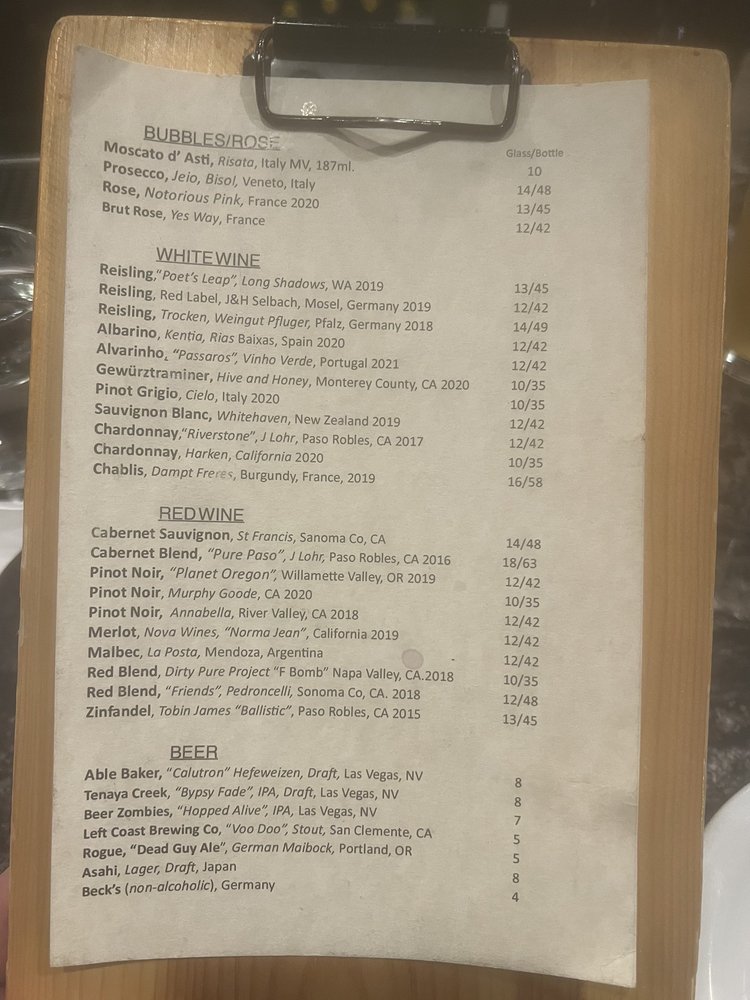 BUBBLES/ROSE
Glass/Bottle
Moscato d' Asti, Risata, Italy MV, 187ml. 10
Prosecco, Jeio, Bisol, Veneto, Italy 14/48
Rose, Notorious Pink, France 2020 13/45
Brut Rose, Yes Way, France 12/42
WHITE WINE
Reisling,"Poet's Leap", Long Shadows, WA 2019 13/45
Reisling, Red Label, J&H Selbach, Mosel, Germany 2019 12/42
Reisling, Trocken, Weingut Pfluger, Pfalz, Germany 2018 14/49
Albarino, Kentia, Rias Baixas, Spain 2020 12/42
Alvarinho, "Passaros", Vinho Verde, Portugal 2021 12/42
Gewürztraminer, Hive and Honey, Monterey County, CA 2020 10/35
Pinot Grigio, Cielo, Italy 2020 10/35
Sauvignon Blanc, Whitehaven, New Zealand 2019 12/42
Chardonnay,"Riverstone", J Lohr, Paso Robles, CA 2017 12/42
Chardonnay, Harken, California 2020 10/35
Chablis, Dampt Freres, Burgundy, France, 2019 16/58
RED WINE
Cabernet Sauvignon, St Francis, Sanoma Co, CA 14/48
Cabernet Blend, "Pure Paso", J Lohr, Paso Robles, CA 2016 18/63
Pinot Noir, "Planet Oregon", Willamette Valley, OR 2019 12/42
Pinot Noir, Murphy Goode, CA 2020 10/35
Pinot Noir, Annabella, River Valley, CA 2018 12/42
Merlot, Nova Wines, "Norma Jean", California 2019 12/42
Malbec, La Posta, Mendoza, Argentina - 12/42
Red Blend, Dirty Pure Project "F Bomb" Napa Valley, CA.2018 10/35
Red Blend, "Friends", Pedroncelli, Sonoma Co, CA. 2018 12/48
Zinfandel, Tobin James "Ballistic", Paso Robles, CA 2015 13/45
BEER
Able Baker, "Calutron" Hefeweizen, Draft, Las Vegas, NV 8
Tenaya Creek, "Bypsy Fade", IPA, Draft, Las Vegas, NV 8
Beer Zombies, "Hopped Alive", IPA, Las Vegas, NV 7
Left Coast Brewing Co, "Voo Doo", Stout, San Clemente, CA 5
Rogue, "Dead Guy Ale", German Maibock, Portland, OR 5
Asahi, Lager, Draft, Japan 8
Beck's (non-alcoholic), Germany 4